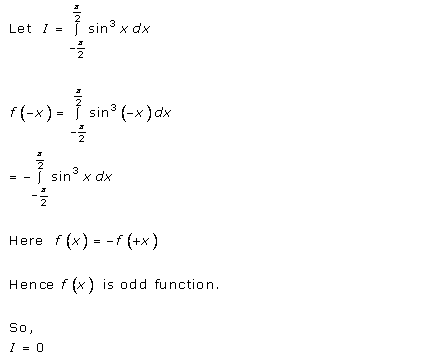 Let I = ∫_{-π/2}^{π/2} sin³ x dx
f(-x) = ∫_{-π/2}^{π/2} sin³(-x) dx
= - ∫_{-π/2}^{π/2} sin³ x dx
Here f(x) = -f(+x)
Hence f(x) is odd function.
So,
I = 0